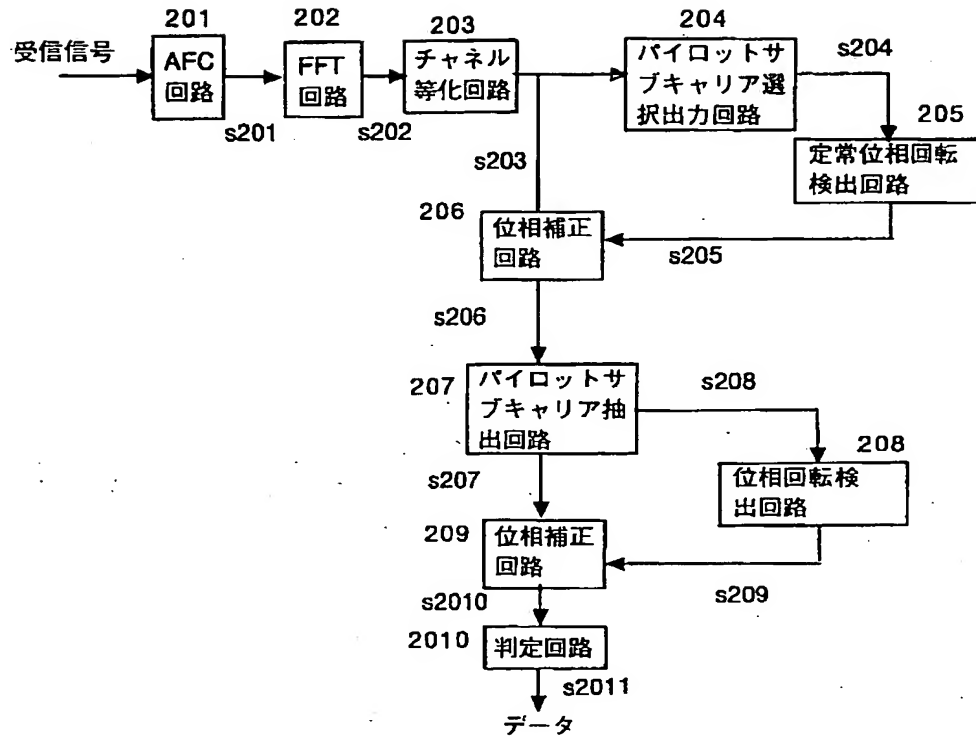 201
202
203
204
受信信号
AFC
回路
FFT
回路
チャネル
等化回路
パイロットサ
ブキャリア選
択出力回路
s204
s201
s202
205
s203
定常位相回転
検出回路
206
位相補正
回路
s205
s206
207
パイロットサ
ブキャリア抽
出回路
s208
208
s207
位相回転検
出回路
209
位相補正
回路
s209
s2010
2010
判定回路
s2011
データ